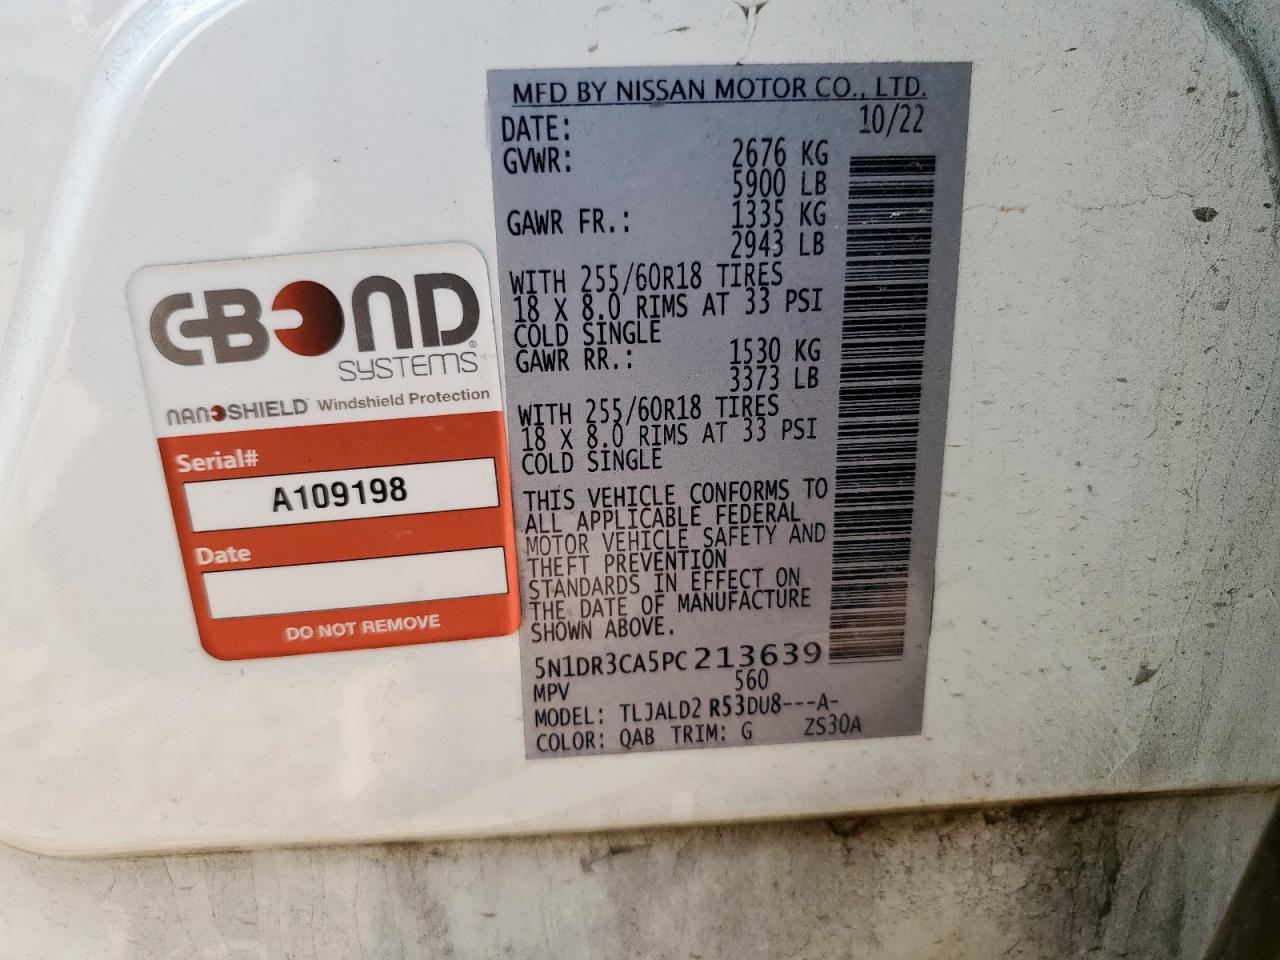 C-BOND
SYSTEMS
NANOSHIELD Windshield Protection
Serial#
A109198
Date
DO NOT REMOVE
MFD BY NISSAN MOTOR CO., LTD.
DATE: 10/22
GVWR: 2676 KG
5900 LB
GAWR FR.: 1335 KG
2943 LB
WITH 255/60R18 TIRES
18 X 8.0 RIMS AT 33 PSI
COLD SINGLE
GAWR RR.: 1530 KG
3373 LB
WITH 255/60R18 TIRES
18 X 8.0 RIMS AT 33 PSI
COLD SINGLE
THIS VEHICLE CONFORMS TO
ALL APPLICABLE FEDERAL
MOTOR VEHICLE SAFETY AND
THEFT PREVENTION
STANDARDS IN EFFECT ON
THE DATE OF MANUFACTURE
SHOWN ABOVE.
5N1DR3CA5PC213639
MPV 560
MODEL: TLJALD2 R53DU8---A-
COLOR: QAB TRIM: G ZS30A